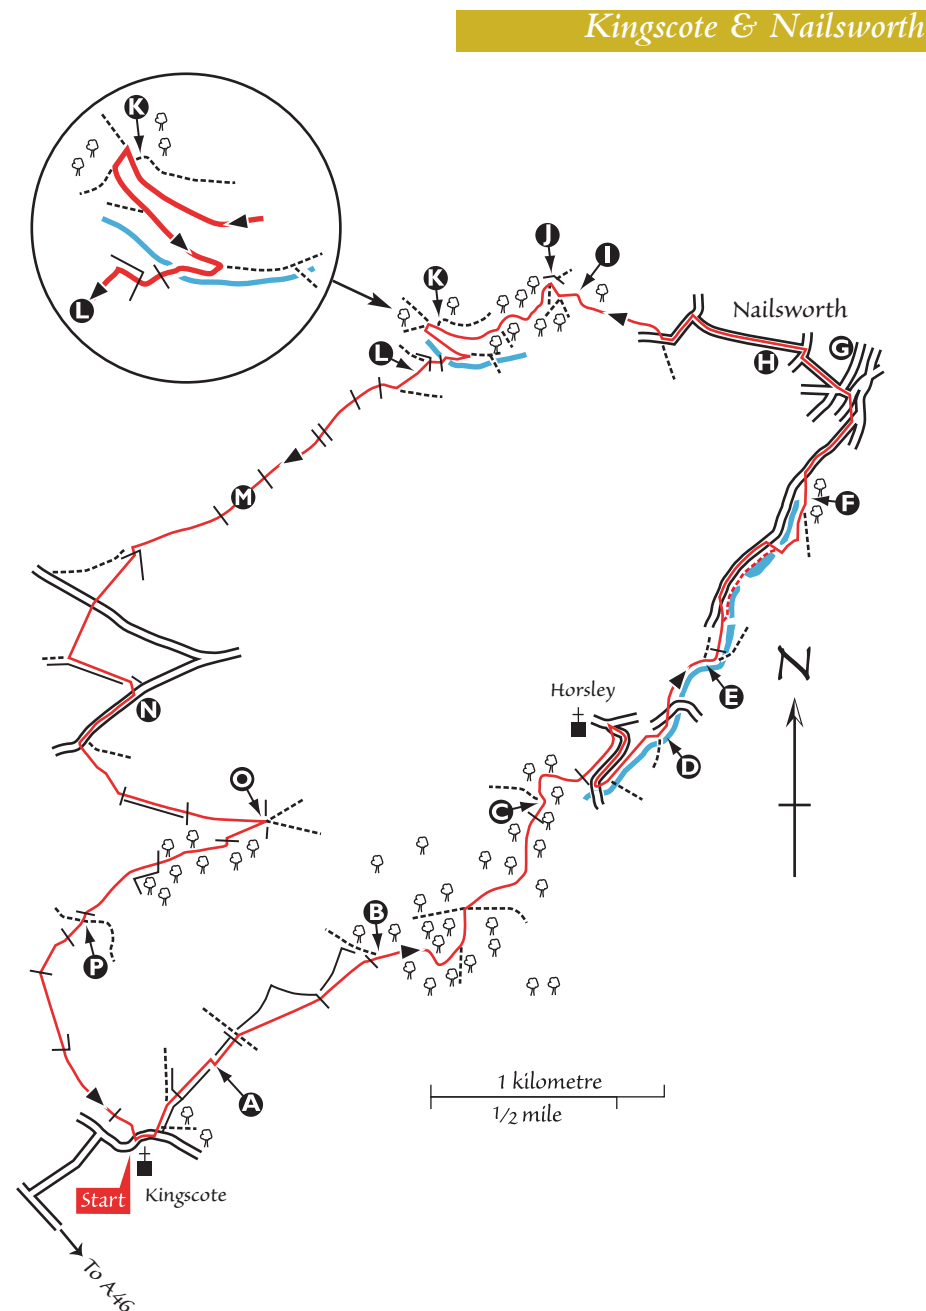 Kingscote & Nailsworth
K
J
I
K
Nailsworth
L
G
H
L
M
F
N
Horsley
E
N
D
O
C
B
P
1 kilometre
A
1/2 mile
Start
Kingscote
To A46